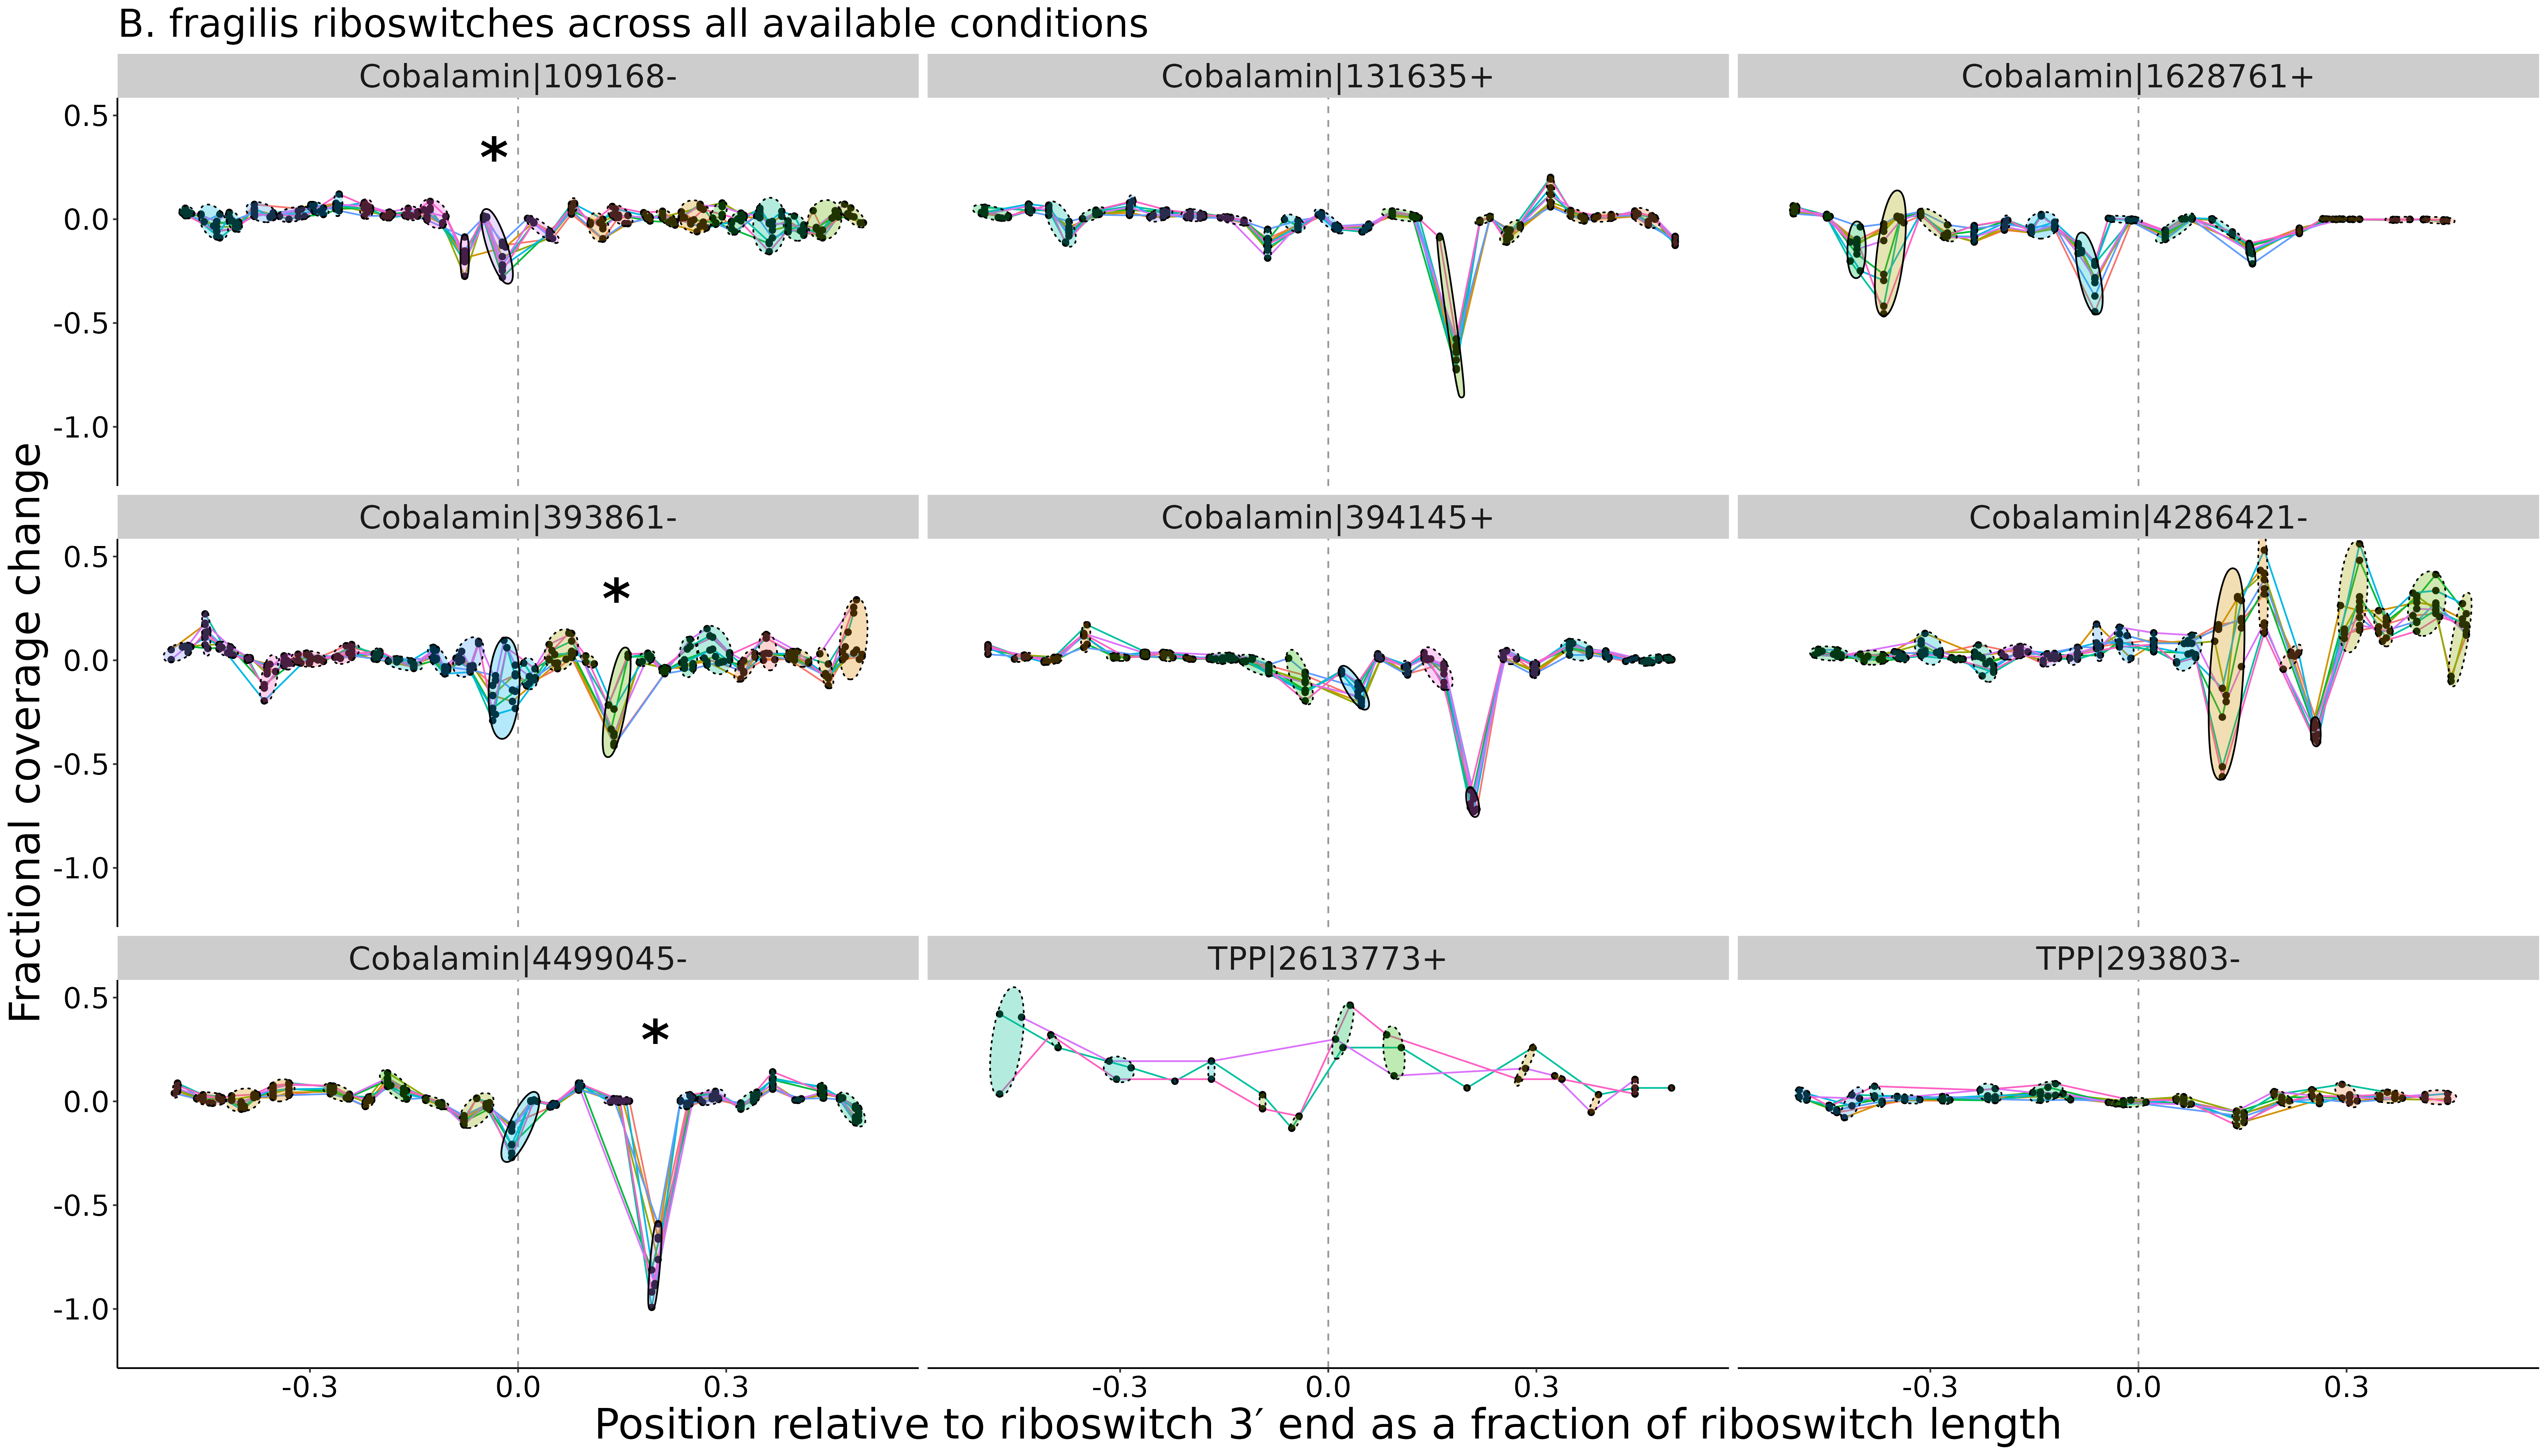 B. fragilis riboswitches across all available conditions
Cobalamin|109168-
Cobalamin|131635+
Cobalamin|1628761+
0.5
0.0
-0.5
-1.0
*
Cobalamin|393861-
Cobalamin|394145+
Cobalamin|4286421-
0.5
0.0
-0.5
-1.0
*
Cobalamin|4499045-
TPP|2613773+
TPP|293803-
0.5
0.0
-0.5
-1.0
*
-0.3 0.0 0.3
-0.3 0.0 0.3
-0.3 0.0 0.3
Position relative to riboswitch 3′ end as a fraction of riboswitch length
Fractional coverage change